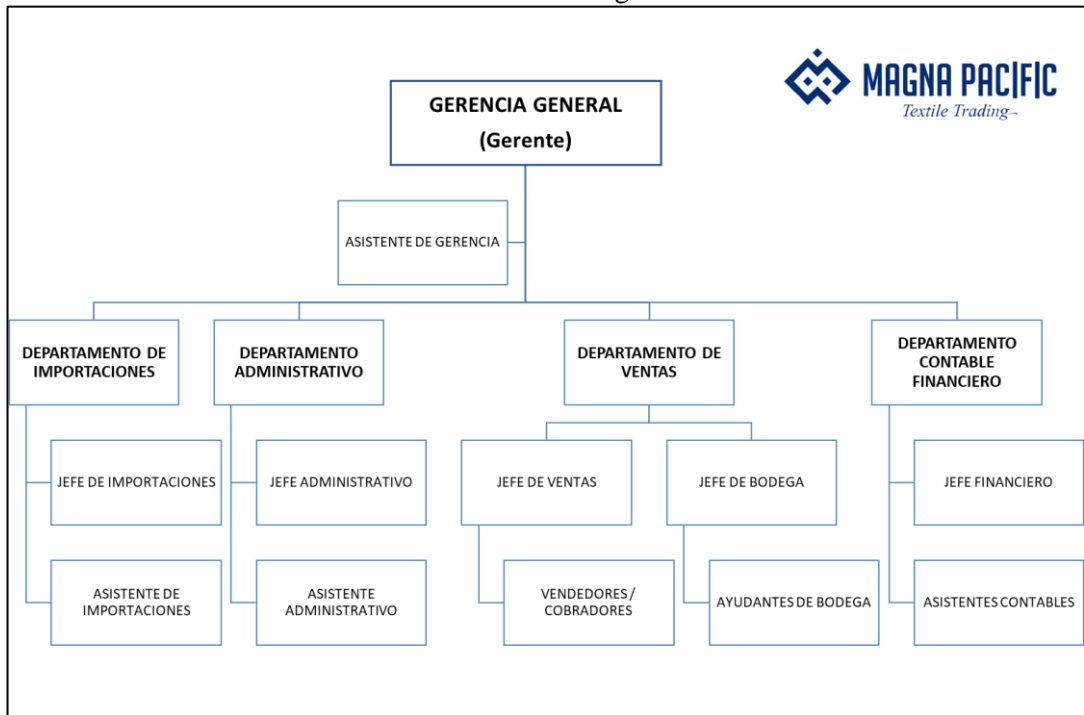 MAGNA PAC|F|C
Textile Trading
GERENCIA GENERAL
(Gerente)
ASISTENTE DE GERENCIA
DEPARTAMENTO DE
IMPORTACIONES
DEPARTAMENTO
ADMINISTRATIVO
DEPARTAMENTO DE
VENTAS
DEPARTAMENTO
CONTABLE
FINANCIERO
JEFE DE IMPORTACIONES
JEFE ADMINISTRATIVO
JEFE DE VENTAS
JEFE DE BODEGA
JEFE FINANCIERO
ASISTENTE DE
IMPORTACIONES
ASISTENTE
ADMINISTRATIVO
VENDEDORES /
COBRADORES
AYUDANTES DE BODEGA
ASISTENTES CONTABLES